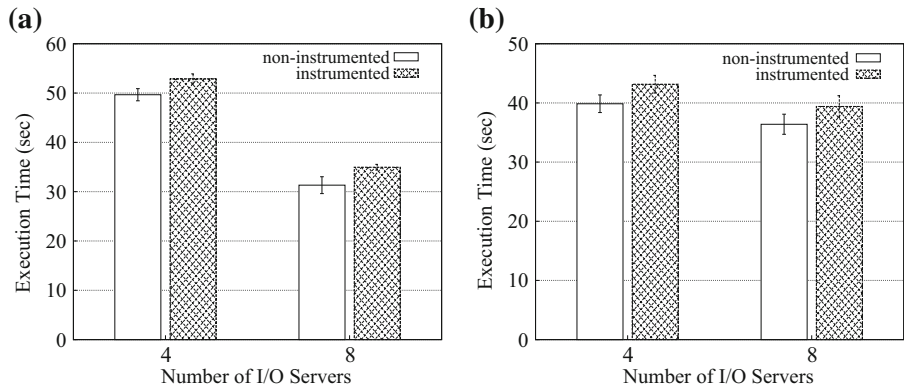 (a)
60
50
40
30
20
10
0
Execution Time (sec)
non-instrumented
instrumented
4
8
Number of I/O Servers
(b)
50
40
30
20
10
0
Execution Time (sec)
non-instrumented
instrumented
4
8
Number of I/O Servers